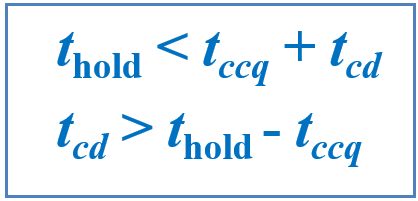 thold < tccq + tcd
tcd > thold - tccq